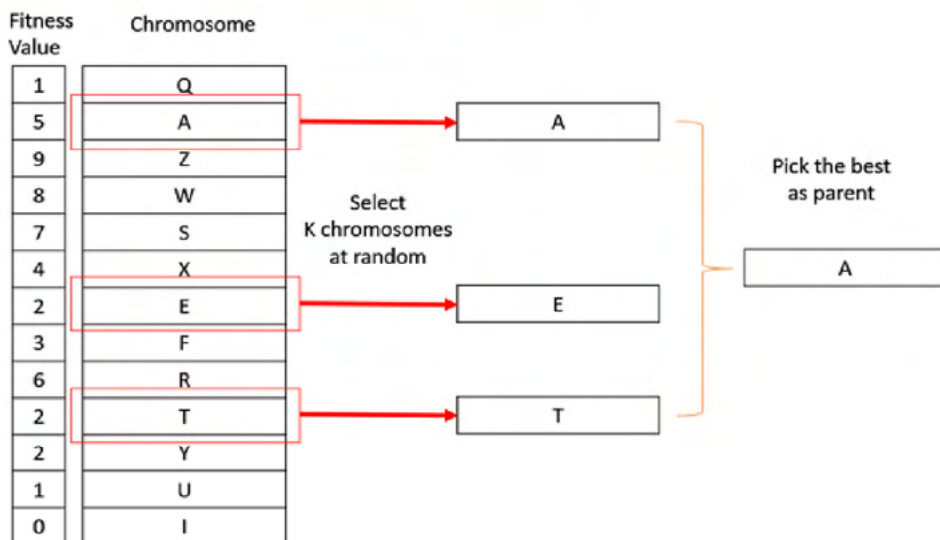 Fitness
Value
Chromosome
1 Q
5 A A
9 Z
8 W
7 S
4 X
2 E E
3 F
6 R
2 T T
2 Y
1 U
0 I
Select
K chromosomes
at random
Pick the best
as parent
A